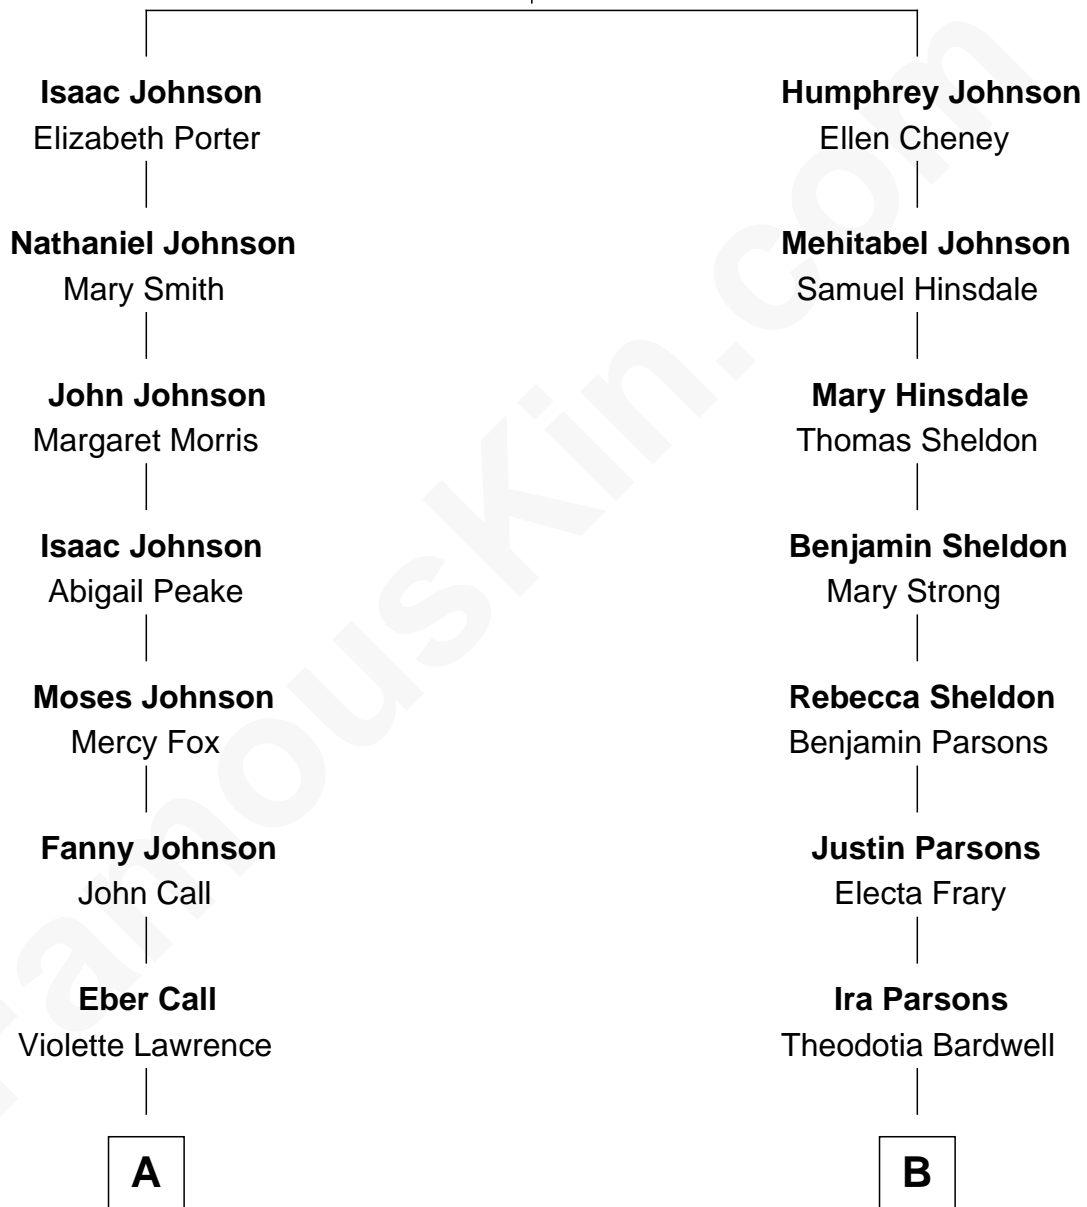 Isaac Johnson
Elizabeth Porter
Nathaniel Johnson
Mary Smith
John Johnson
Margaret Morris
Isaac Johnson
Abigail Peake
Moses Johnson
Mercy Fox
Fanny Johnson
John Call
Eber Call
Violette Lawrence
A
Humphrey Johnson
Ellen Cheney
Mehitabel Johnson
Samuel Hinsdale
Mary Hinsdale
Thomas Sheldon
Benjamin Sheldon
Mary Strong
Rebecca Sheldon
Benjamin Parsons
Justin Parsons
Electa Frary
Ira Parsons
Theodotia Bardwell
B
FamousKin.com